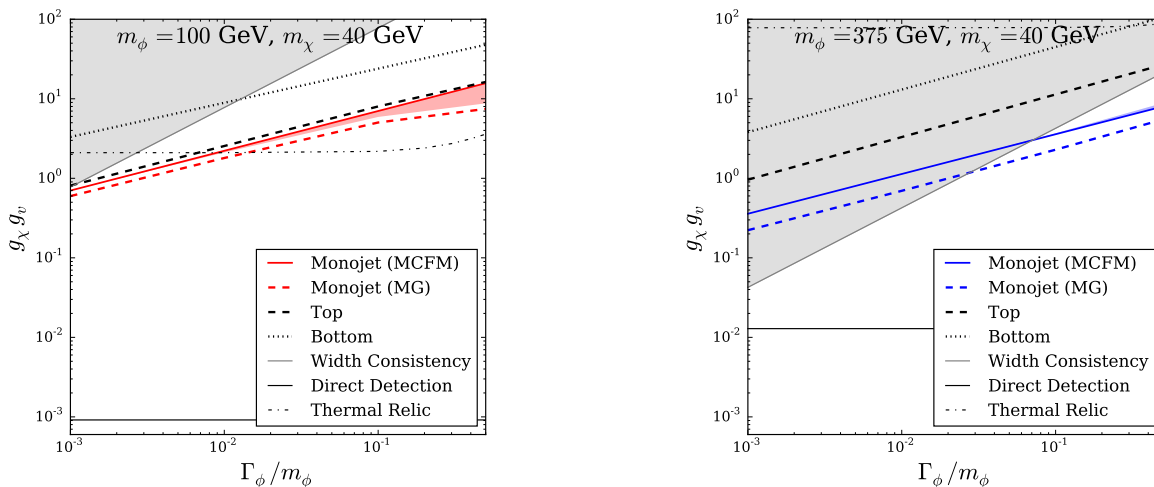 m_ϕ = 100 GeV, m_χ = 40 GeV
g_χ g_v
10^2
10^1
10^0
10^-1
10^-2
10^-3
Monojet (MCFM)
Monojet (MG)
Top
Bottom
Width Consistency
Direct Detection
Thermal Relic
10^-3 10^-2 10^-1
Γ_ϕ/m_ϕ
m_ϕ = 375 GeV, m_χ = 40 GeV
g_χ g_v
10^2
10^1
10^0
10^-1
10^-2
10^-3
Monojet (MCFM)
Monojet (MG)
Top
Bottom
Width Consistency
Direct Detection
Thermal Relic
10^-3 10^-2 10^-1
Γ_ϕ/m_ϕ